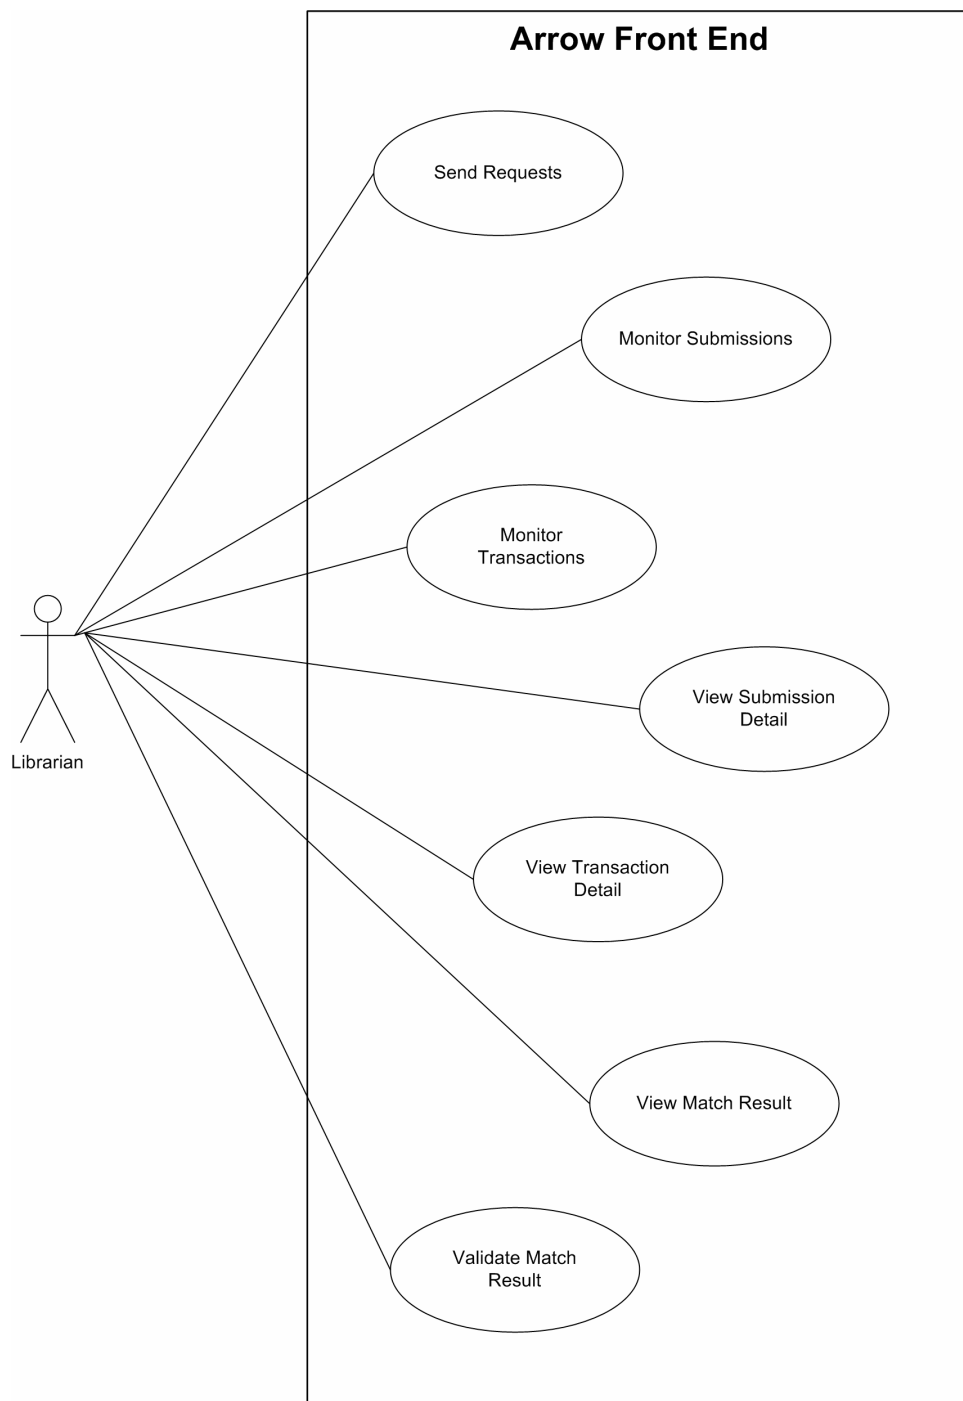 Arrow Front End
Send Requests
Monitor Submissions
Monitor
Transactions
View Submission
Detail
Librarian
View Transaction
Detail
View Match Result
Validate Match
Result